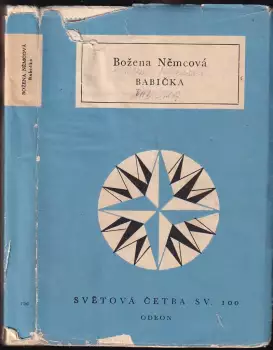 BOŽENA NĚMCOVÁ
Babička
Božena Němcová
BABIČKA
SVĚTOVÁ ČETBA SV. 100
ODEON